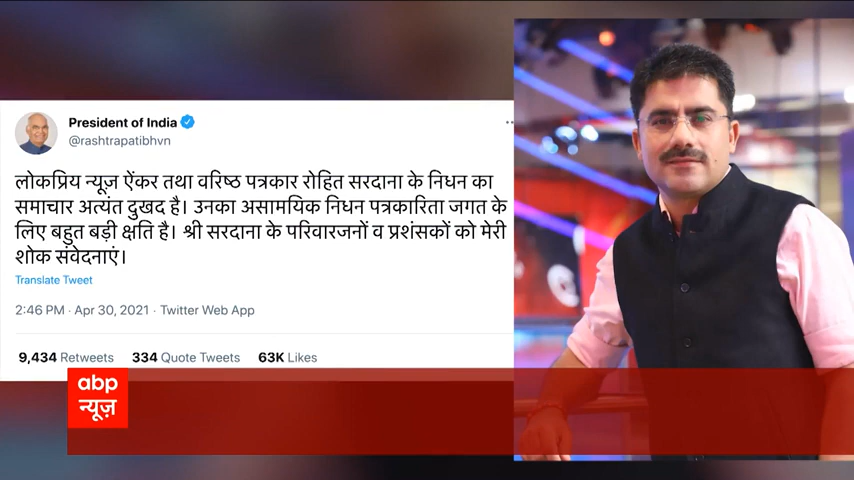 President of India
@rashtrapatibhvn
लोकप्रिय न्यूज़ ऐंकर तथा वरिष्ठ पत्रकार रोहित सरदाना के निधन का
समाचार अत्यंत दुखद है। उनका असामयिक निधन पत्रकारिता जगत के
लिए बहुत बड़ी क्षति है। श्री सरदाना के परिवारजनों व प्रशंसकों को मेरी
शोक संवेदनाएं।
Translate Tweet
2:46 PM · Apr 30, 2021 · Twitter Web App
9,434 Retweets 334 Quote Tweets 63K Likes
abp
न्यूज़